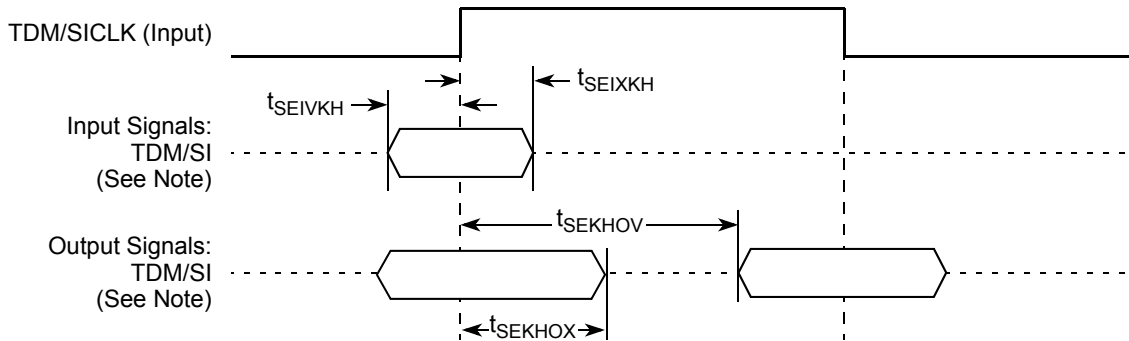 TDM/SICLK (Input)
tSEIXKH
tSEIVKH
Input Signals:
TDM/SI
(See Note)
tSEKHOV
Output Signals:
TDM/SI
(See Note)
tSEKHOX